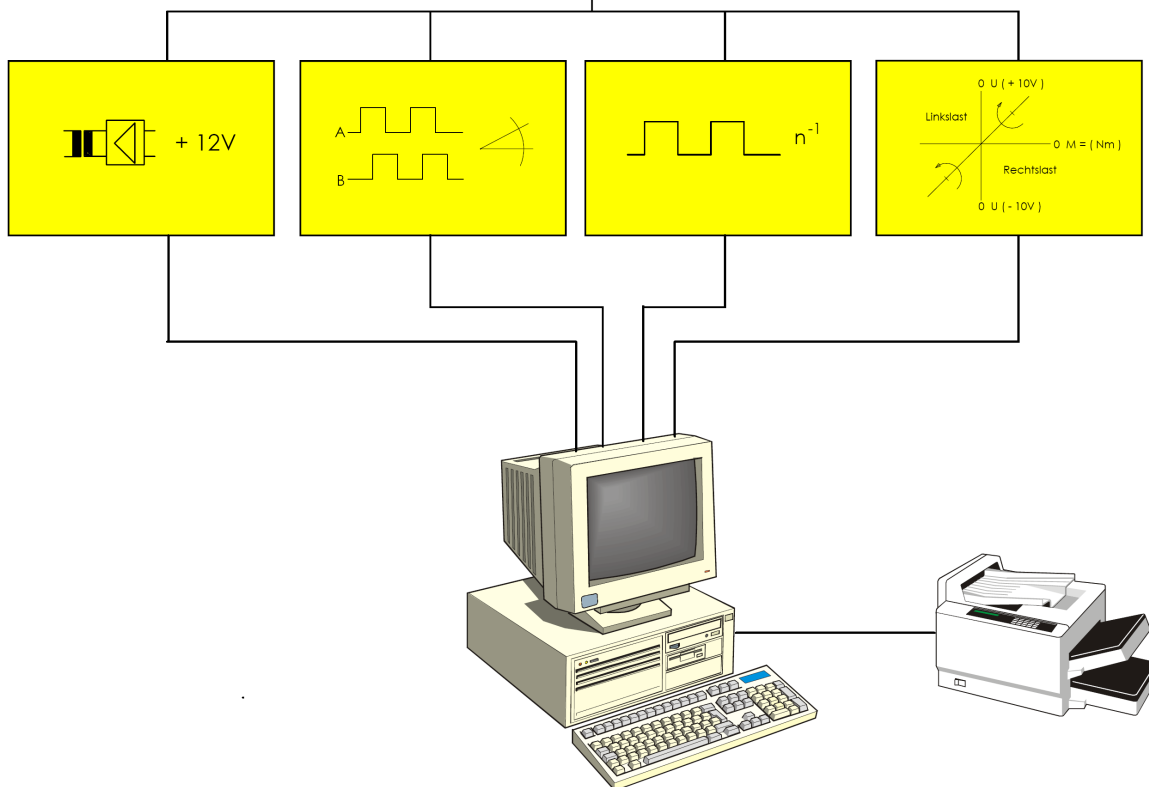 + 12V
A
B
n-1
0 U ( + 10V )
Linkslast
0 M = ( Nm )
Rechtslast
0 U ( - 10V )